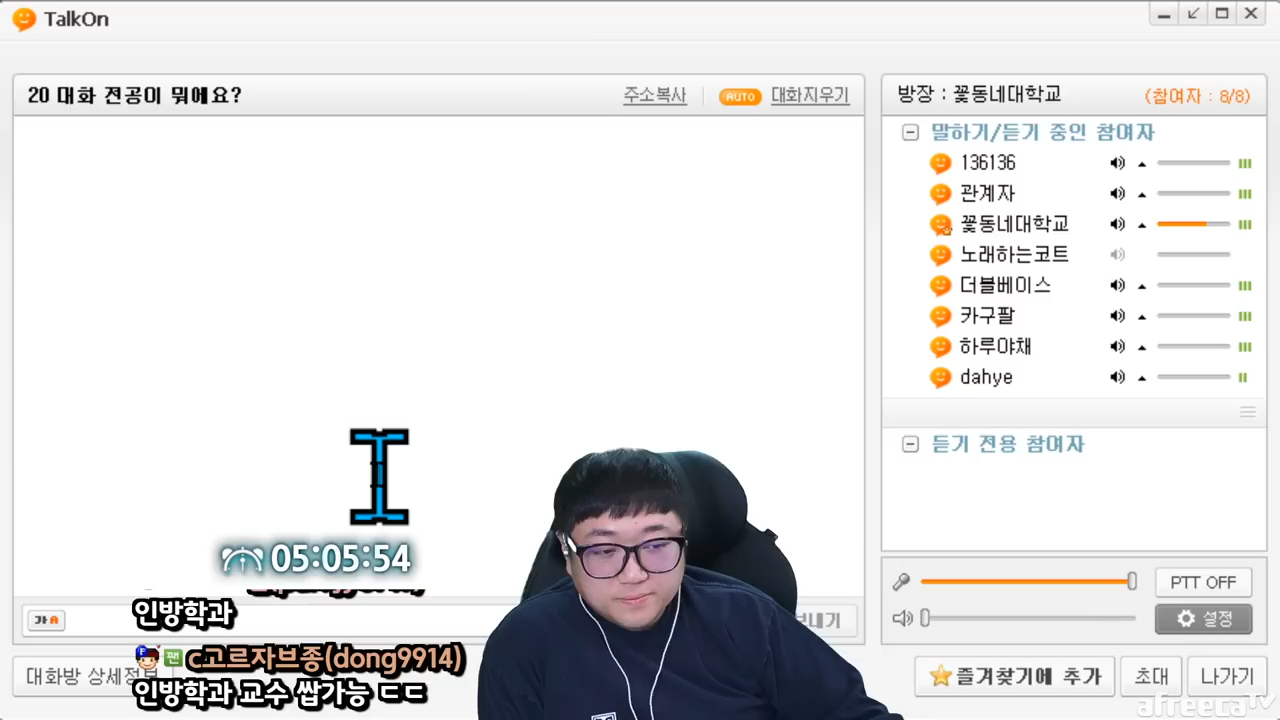 TalkOn
20 대화 전공이 뭐에요?
주소복사
AUTO
대화지우기
방장 : 꽃동네대학교
(참여자 : 8/8)
말하기/듣기 중인 참여자
136136
관계자
꽃동네대학교
노래하는코트
더블베이스
카구팔
하루야채
dahye
듣기 전용 참여자
05:05:54
인방학과
가A
보내기
PTT OFF
설정
c고르자브종(dong9914)
인방학과 교수 쌉가능 ㄷㄷ
대화방 상세정보
즐겨찾기에 추가
초대
나가기
afreecaTV